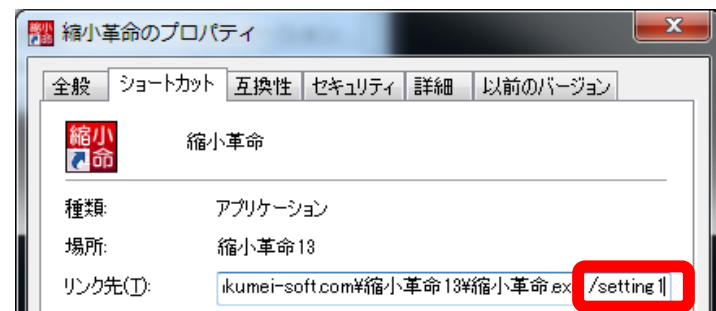 縮小革命のプロパティ
全般 ショートカット 互換性 セキュリティ 詳細 以前のバージョン
縮小
命
縮小革命
種類: アプリケーション
場所: 縮小革命13
リンク先(T): kumei-soft.com¥縮小革命13¥縮小革命.ex /setting1